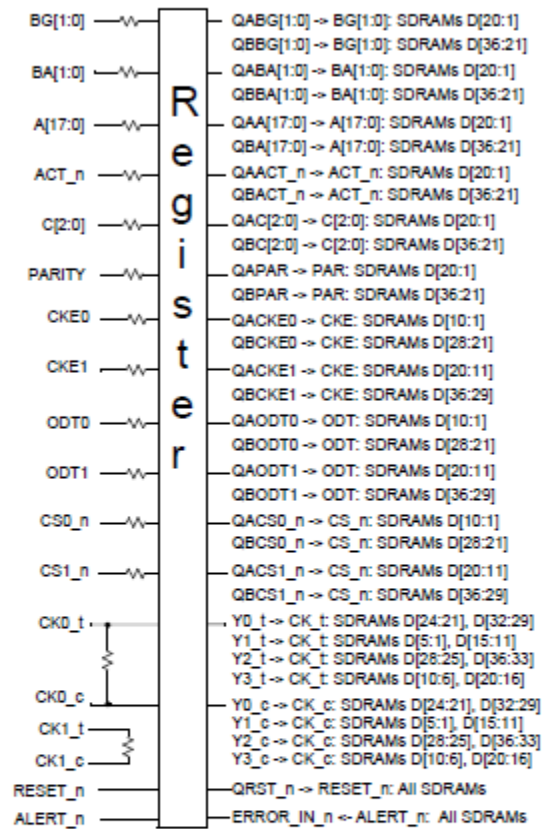 BG[1:0]
QABG[1:0] -> BG[1:0]: SDRAMs D[20:1]
QBBG[1:0] -> BG[1:0]: SDRAMs D[36:21]
BA[1:0]
QABA[1:0] -> BA[1:0]: SDRAMs D[20:1]
QBBA[1:0] -> BA[1:0]: SDRAMs D[36:21]
A[17:0]
QAA[17:0] -> A[17:0]: SDRAMs D[20:1]
QBA[17:0] -> A[17:0]: SDRAMs D[36:21]
ACT_n
QAACT_n -> ACT_n: SDRAMs D[20:1]
QBACT_n -> ACT_n: SDRAMs D[36:21]
C[2:0]
QAC[2:0] -> C[2:0]: SDRAMs D[20:1]
QBC[2:0] -> C[2:0]: SDRAMs D[36:21]
PARITY
QAPAR -> PAR: SDRAMs D[20:1]
QBPAR -> PAR: SDRAMs D[36:21]
CKE0
QACKE0 -> CKE: SDRAMs D[10:1]
QBCKE0 -> CKE: SDRAMs D[28:21]
CKE1
QACKE1 -> CKE: SDRAMs D[20:11]
QBCKE1 -> CKE: SDRAMs D[36:29]
ODT0
QAODT0 -> ODT: SDRAMs D[10:1]
QBODT0 -> ODT: SDRAMs D[28:21]
ODT1
QAODT1 -> ODT: SDRAMs D[20:11]
QBODT1 -> ODT: SDRAMs D[36:29]
CS0_n
QACS0_n -> CS_n: SDRAMs D[10:1]
QBCS0_n -> CS_n: SDRAMs D[28:21]
CS1_n
QACS1_n -> CS_n: SDRAMs D[20:11]
QBCS1_n -> CS_n: SDRAMs D[36:29]
CK0_t
Y0_t -> CK_t: SDRAMs D[24:21], D[32:29]
Y1_t -> CK_t: SDRAMs D[5:1], D[15:11]
Y2_t -> CK_t: SDRAMs D[28:25], D[36:33]
Y3_t -> CK_t: SDRAMs D[10:6], D[20:16]
CK0_c
Y0_c -> CK_c: SDRAMs D[24:21], D[32:29]
Y1_c -> CK_c: SDRAMs D[5:1], D[15:11]
Y2_c -> CK_c: SDRAMs D[28:25], D[36:33]
Y3_c -> CK_c: SDRAMs D[10:6], D[20:16]
CK1_t
CK1_c
RESET_n
QRST_n -> RESET_n: All SDRAMs
ALERT_n
ERROR_IN_n <- ALERT_n: All SDRAMs
Register